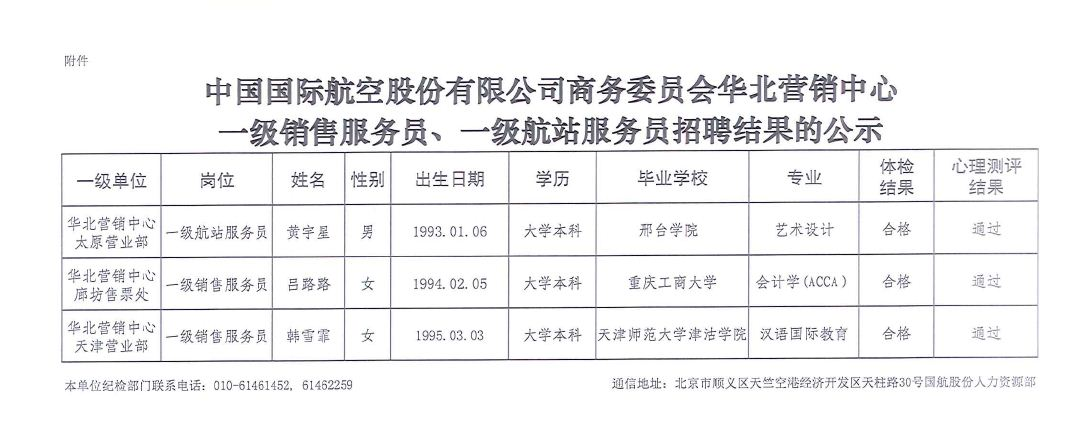 附件
中国国际航空股份有限公司商务委员会华北营销中心
一级销售服务员、一级航站服务员招聘结果的公示
一级单位 岗位 姓名 性别 出生日期 学历 毕业学校 专业 体检结果 心理测评结果
华北营销中心太原营业部 一级航站服务员 黄宇星 男 1993.01.06 大学本科 邢台学院 艺术设计 合格 通过
华北营销中心廊坊售票处 一级销售服务员 吕路路 女 1994.02.05 大学本科 重庆工商大学 会计学(ACCA) 合格 通过
华北营销中心天津营业部 一级销售服务员 韩雪霏 女 1995.03.03 大学本科 天津师范大学津沽学院 汉语国际教育 合格 通过
本单位纪检部门联系电话：010-61461452, 61462259
通信地址：北京市顺义区天竺空港经济开发区天柱路30号国航股份人力资源部